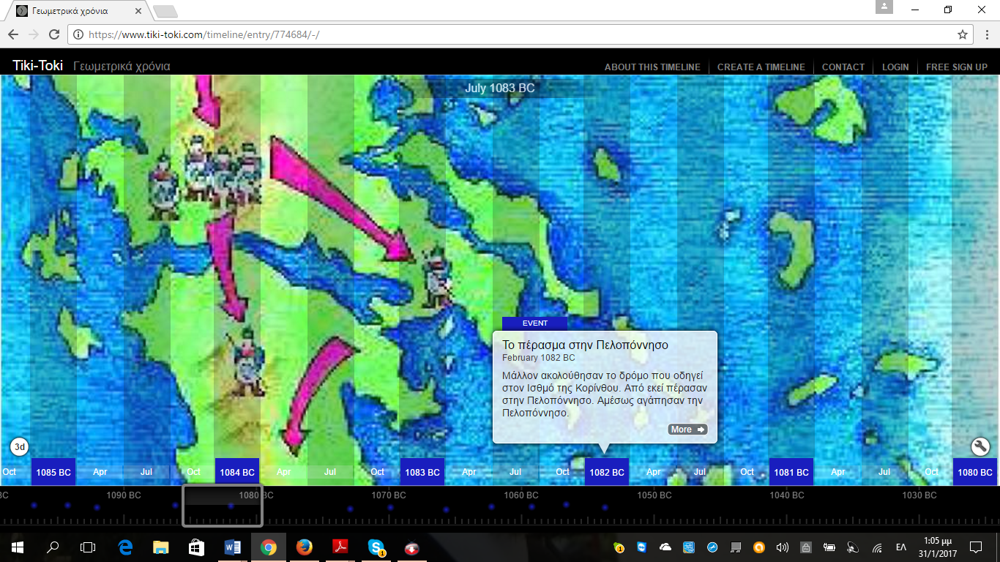 Γεωμετρικά χρόνια
https://www.tiki-toki.com/timeline/entry/774684/-/
Tiki-Toki Γεωμετρικά χρόνια
ABOUT THIS TIMELINE CREATE A TIMELINE CONTACT LOGIN FREE SIGN UP
July 1083 BC
EVENT
Το πέρασμα στην Πελοπόννησο
February 1082 BC
Μάλλον ακολούθησαν το δρόμο που οδηγεί
στον Ισθμό της Κορίνθου. Από εκεί πέρασαν
στην Πελοπόννησο. Αμέσως αγάπησαν την
Πελοπόννησο.
More
3d
Oct 1085 BC Apr Jul Oct 1084 BC Apr Jul Oct 1083 BC Apr Jul Oct 1082 BC Apr Jul Oct 1081 BC Apr Jul Oct 1080 BC
BC 1090 BC 1080 BC 1070 BC 1060 BC 1050 BC 1040 BC 1030 BC
ΕΛ 1:05 μμ
31/1/2017